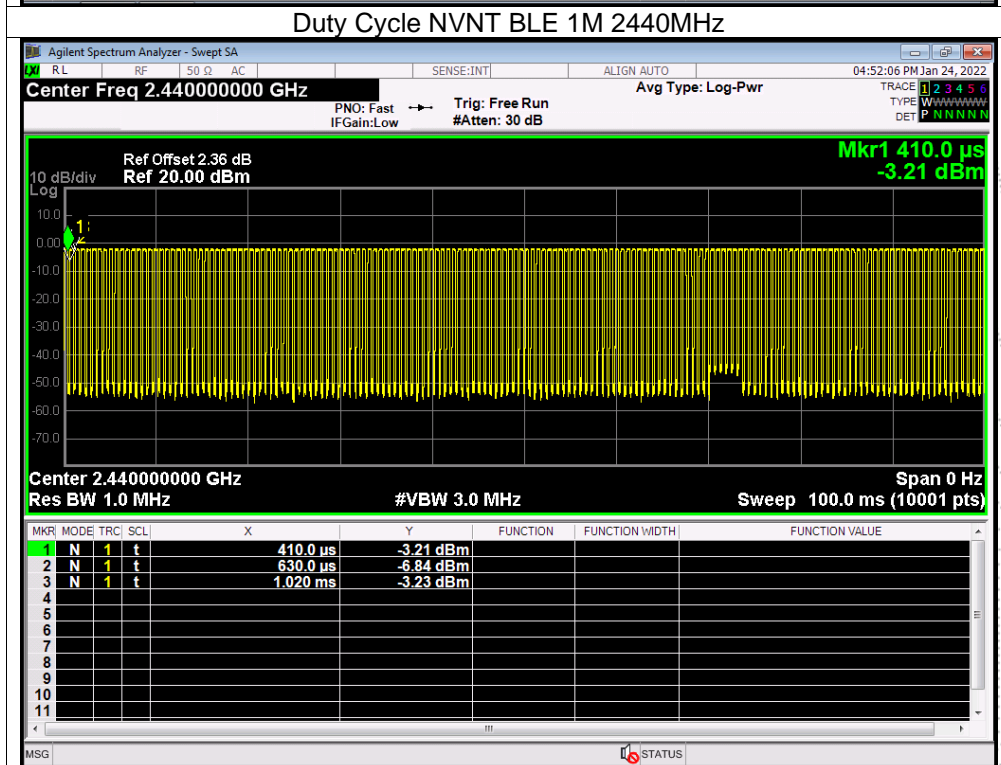 Duty Cycle NVNT BLE 1M 2440MHz
Agilent Spectrum Analyzer - Swept SA
LXI RL RF 50 Ω AC SENSE:INT ALIGN AUTO 04:52:06 PM Jan 24, 2022
Center Freq 2.440000000 GHz Avg Type: Log-Pwr TRACE 1 2 3 4 5 6
PNO: Fast Trig: Free Run TYPE WWWWWW
IFGain:Low #Atten: 30 dB DET P N N N N N
Mkr1 410.0 µs
Ref Offset 2.36 dB
10 dB/div Ref 20.00 dBm -3.21 dBm
Log
10.0
1
2
0.00
-10.0
-20.0
-30.0
-40.0
-50.0
-60.0
-70.0
Center 2.440000000 GHz Span 0 Hz
Res BW 1.0 MHz #VBW 3.0 MHz Sweep 100.0 ms (10001 pts)
MKR MODE TRC SCL X Y FUNCTION FUNCTION WIDTH FUNCTION VALUE
1 N 1 t 410.0 µs -3.21 dBm
2 N 1 t 630.0 µs -6.84 dBm
3 N 1 t 1.020 ms -3.23 dBm
4
5
6
7
8
9
10
11
MSG STATUS